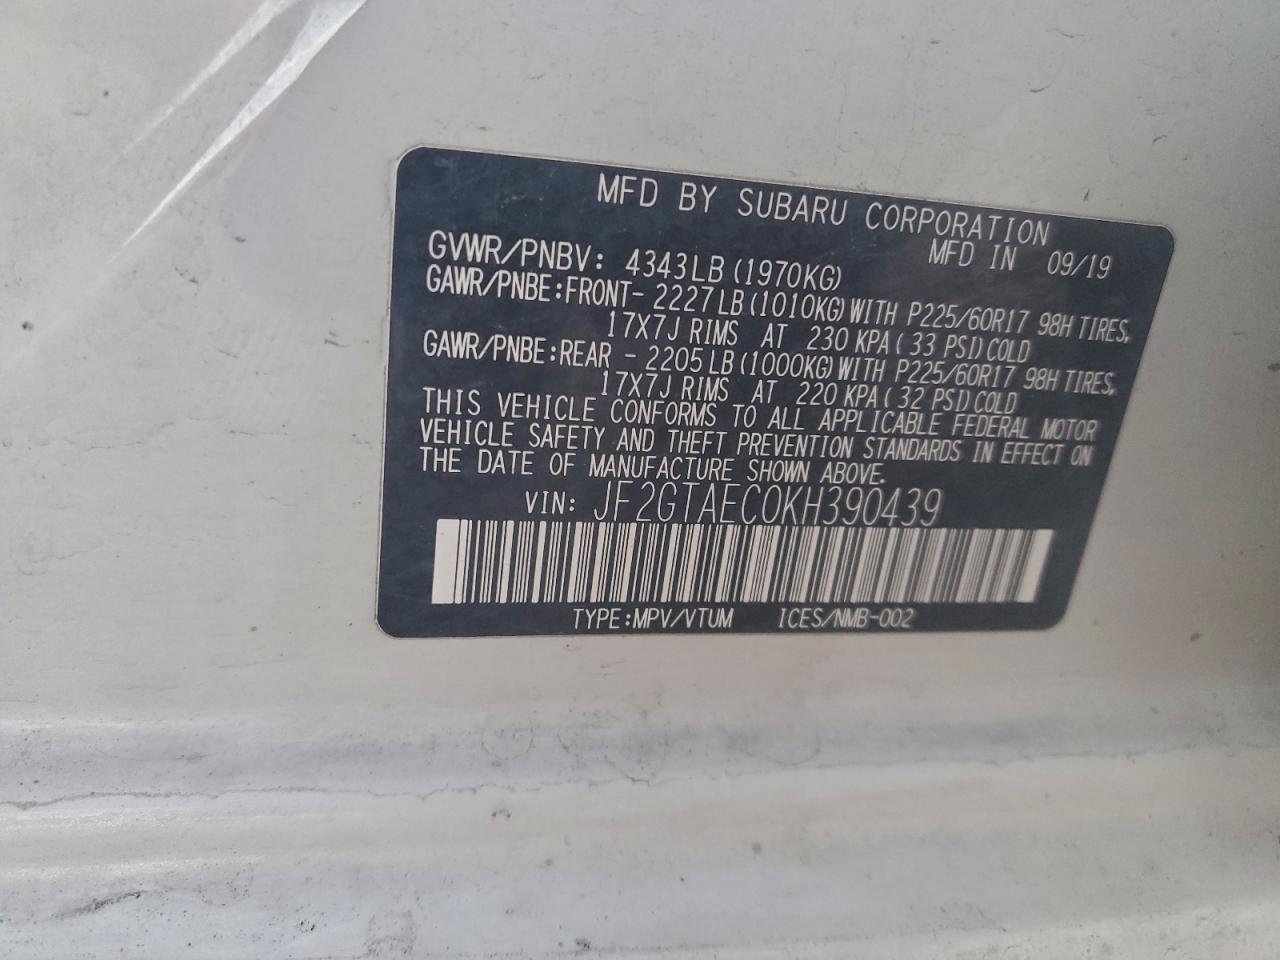 MFD BY SUBARU CORPORATION
MFD IN 09/19
GVWR/PNBV: 4343LB (1970KG)
GAWR/PNBE:FRONT- 2227LB (1010KG) WITH P225/60R17 98H TIRES,
17X7J RIMS AT 230 KPA ( 33 PSI) COLD
GAWR/PNBE:REAR - 2205LB (1000KG) WITH P225/60R17 98H TIRES,
17X7J RIMS AT 220 KPA ( 32 PSI) COLD
THIS VEHICLE CONFORMS TO ALL APPLICABLE FEDERAL MOTOR
VEHICLE SAFETY AND THEFT PREVENTION STANDARDS IN EFFECT ON
THE DATE OF MANUFACTURE SHOWN ABOVE.
VIN: JF2GTAEC0KH390439
TYPE:MPV/VTUM ICES/NMB-002